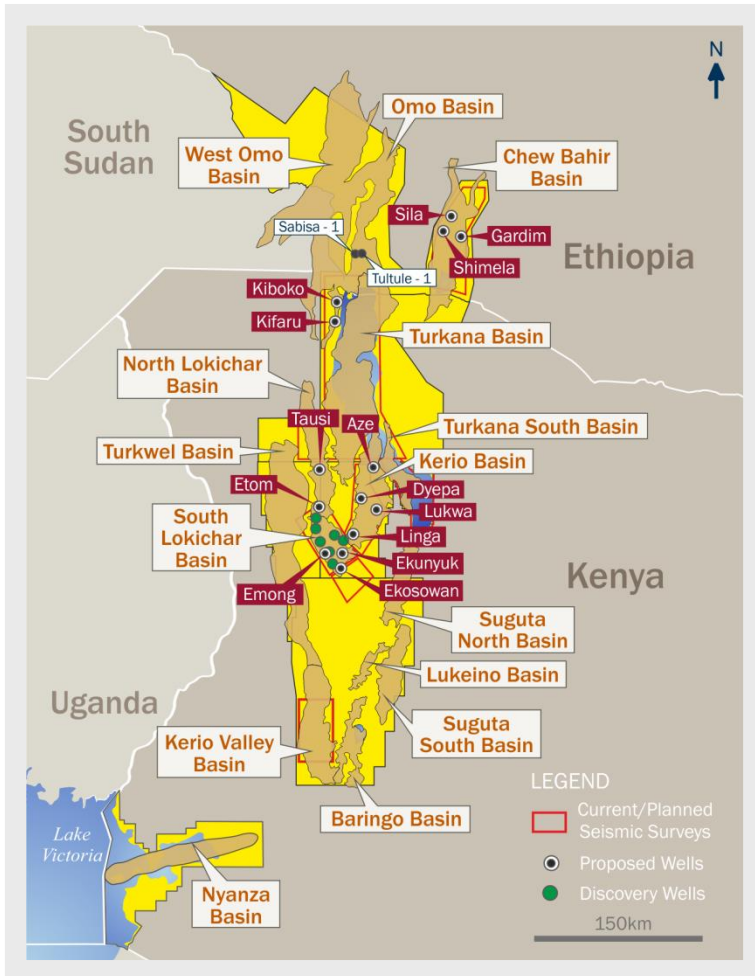 N
Omo Basin
South
Sudan
West Omo
Basin
Chew Bahir
Basin
Sila
Sabisa - 1
Gardim
Shimela
Ethiopia
Tultule - 1
Kiboko
Kifaru
Turkana Basin
North Lokichar
Basin
Tausi
Aze
Turkana South Basin
Turkwel Basin
Kerio Basin
Etom
Dyepa
Lukwa
South
Lokichar
Basin
Linga
Ekunyuk
Kenya
Emong
Ekosowan
Suguta
North Basin
Lukeino Basin
Uganda
Suguta
South Basin
Kerio Valley
Basin
Baringo Basin
LEGEND
Current/Planned
Seismic Surveys
Proposed Wells
Discovery Wells
150km
Lake
Victoria
Nyanza
Basin